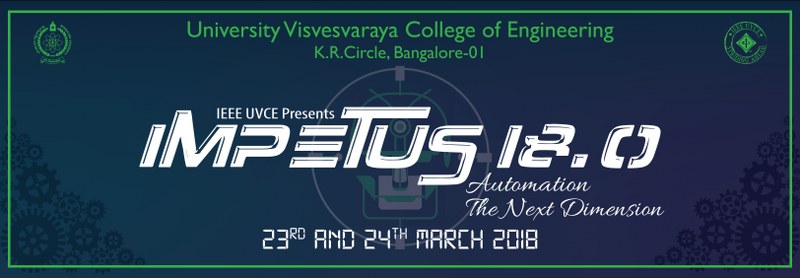 University Visvesvaraya College of Engineering
K.R.Circle, Bangalore-01
IEEE UVCE Presents
IMPETUS 18.0
Automation
The Next Dimension
23RD AND 24TH MARCH 2018